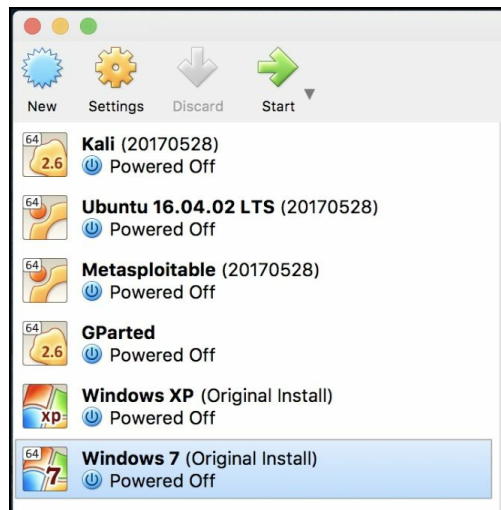 New Settings Discard Start
64 2.6 Kali (20170528)
Powered Off
64 Ubuntu 16.04.02 LTS (20170528)
Powered Off
64 Metasploitable (20170528)
Powered Off
64 2.6 GParted
Powered Off
xp Windows XP (Original Install)
Powered Off
64 7 Windows 7 (Original Install)
Powered Off